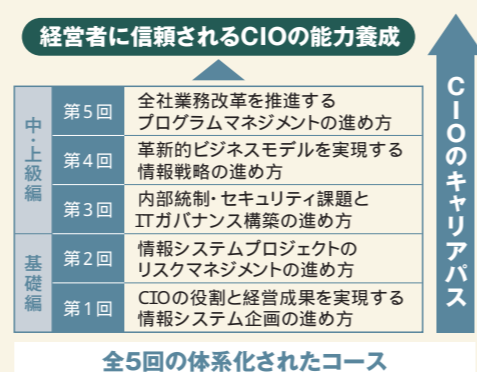 経営者に信頼されるCIOの能力養成
中・上級編
第5回
全社業務改革を推進する
プログラムマネジメントの進め方
第4回
革新的ビジネスモデルを実現する
情報戦略の進め方
第3回
内部統制・セキュリティ課題と
ITガバナンス構築の進め方
基礎編
第2回
情報システムプロジェクトの
リスクマネジメントの進め方
第1回
CIOの役割と経営成果を実現する
情報システム企画の進め方
CIOのキャリアパス
全5回の体系化されたコース